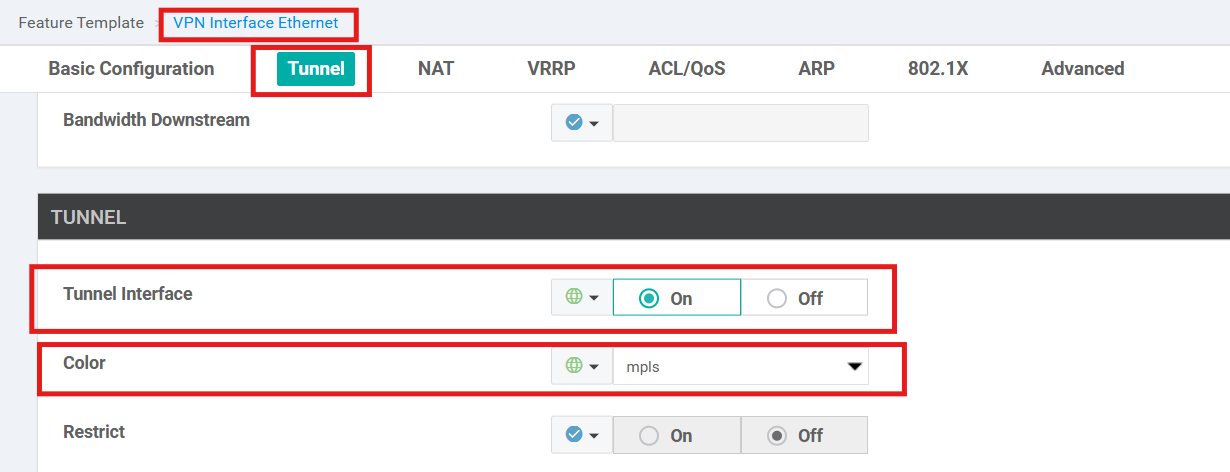 Feature Template > VPN Interface Ethernet
Basic Configuration Tunnel NAT VRRP ACL/QoS ARP 802.1X Advanced
Bandwidth Downstream
TUNNEL
Tunnel Interface On Off
Color mpls
Restrict On Off